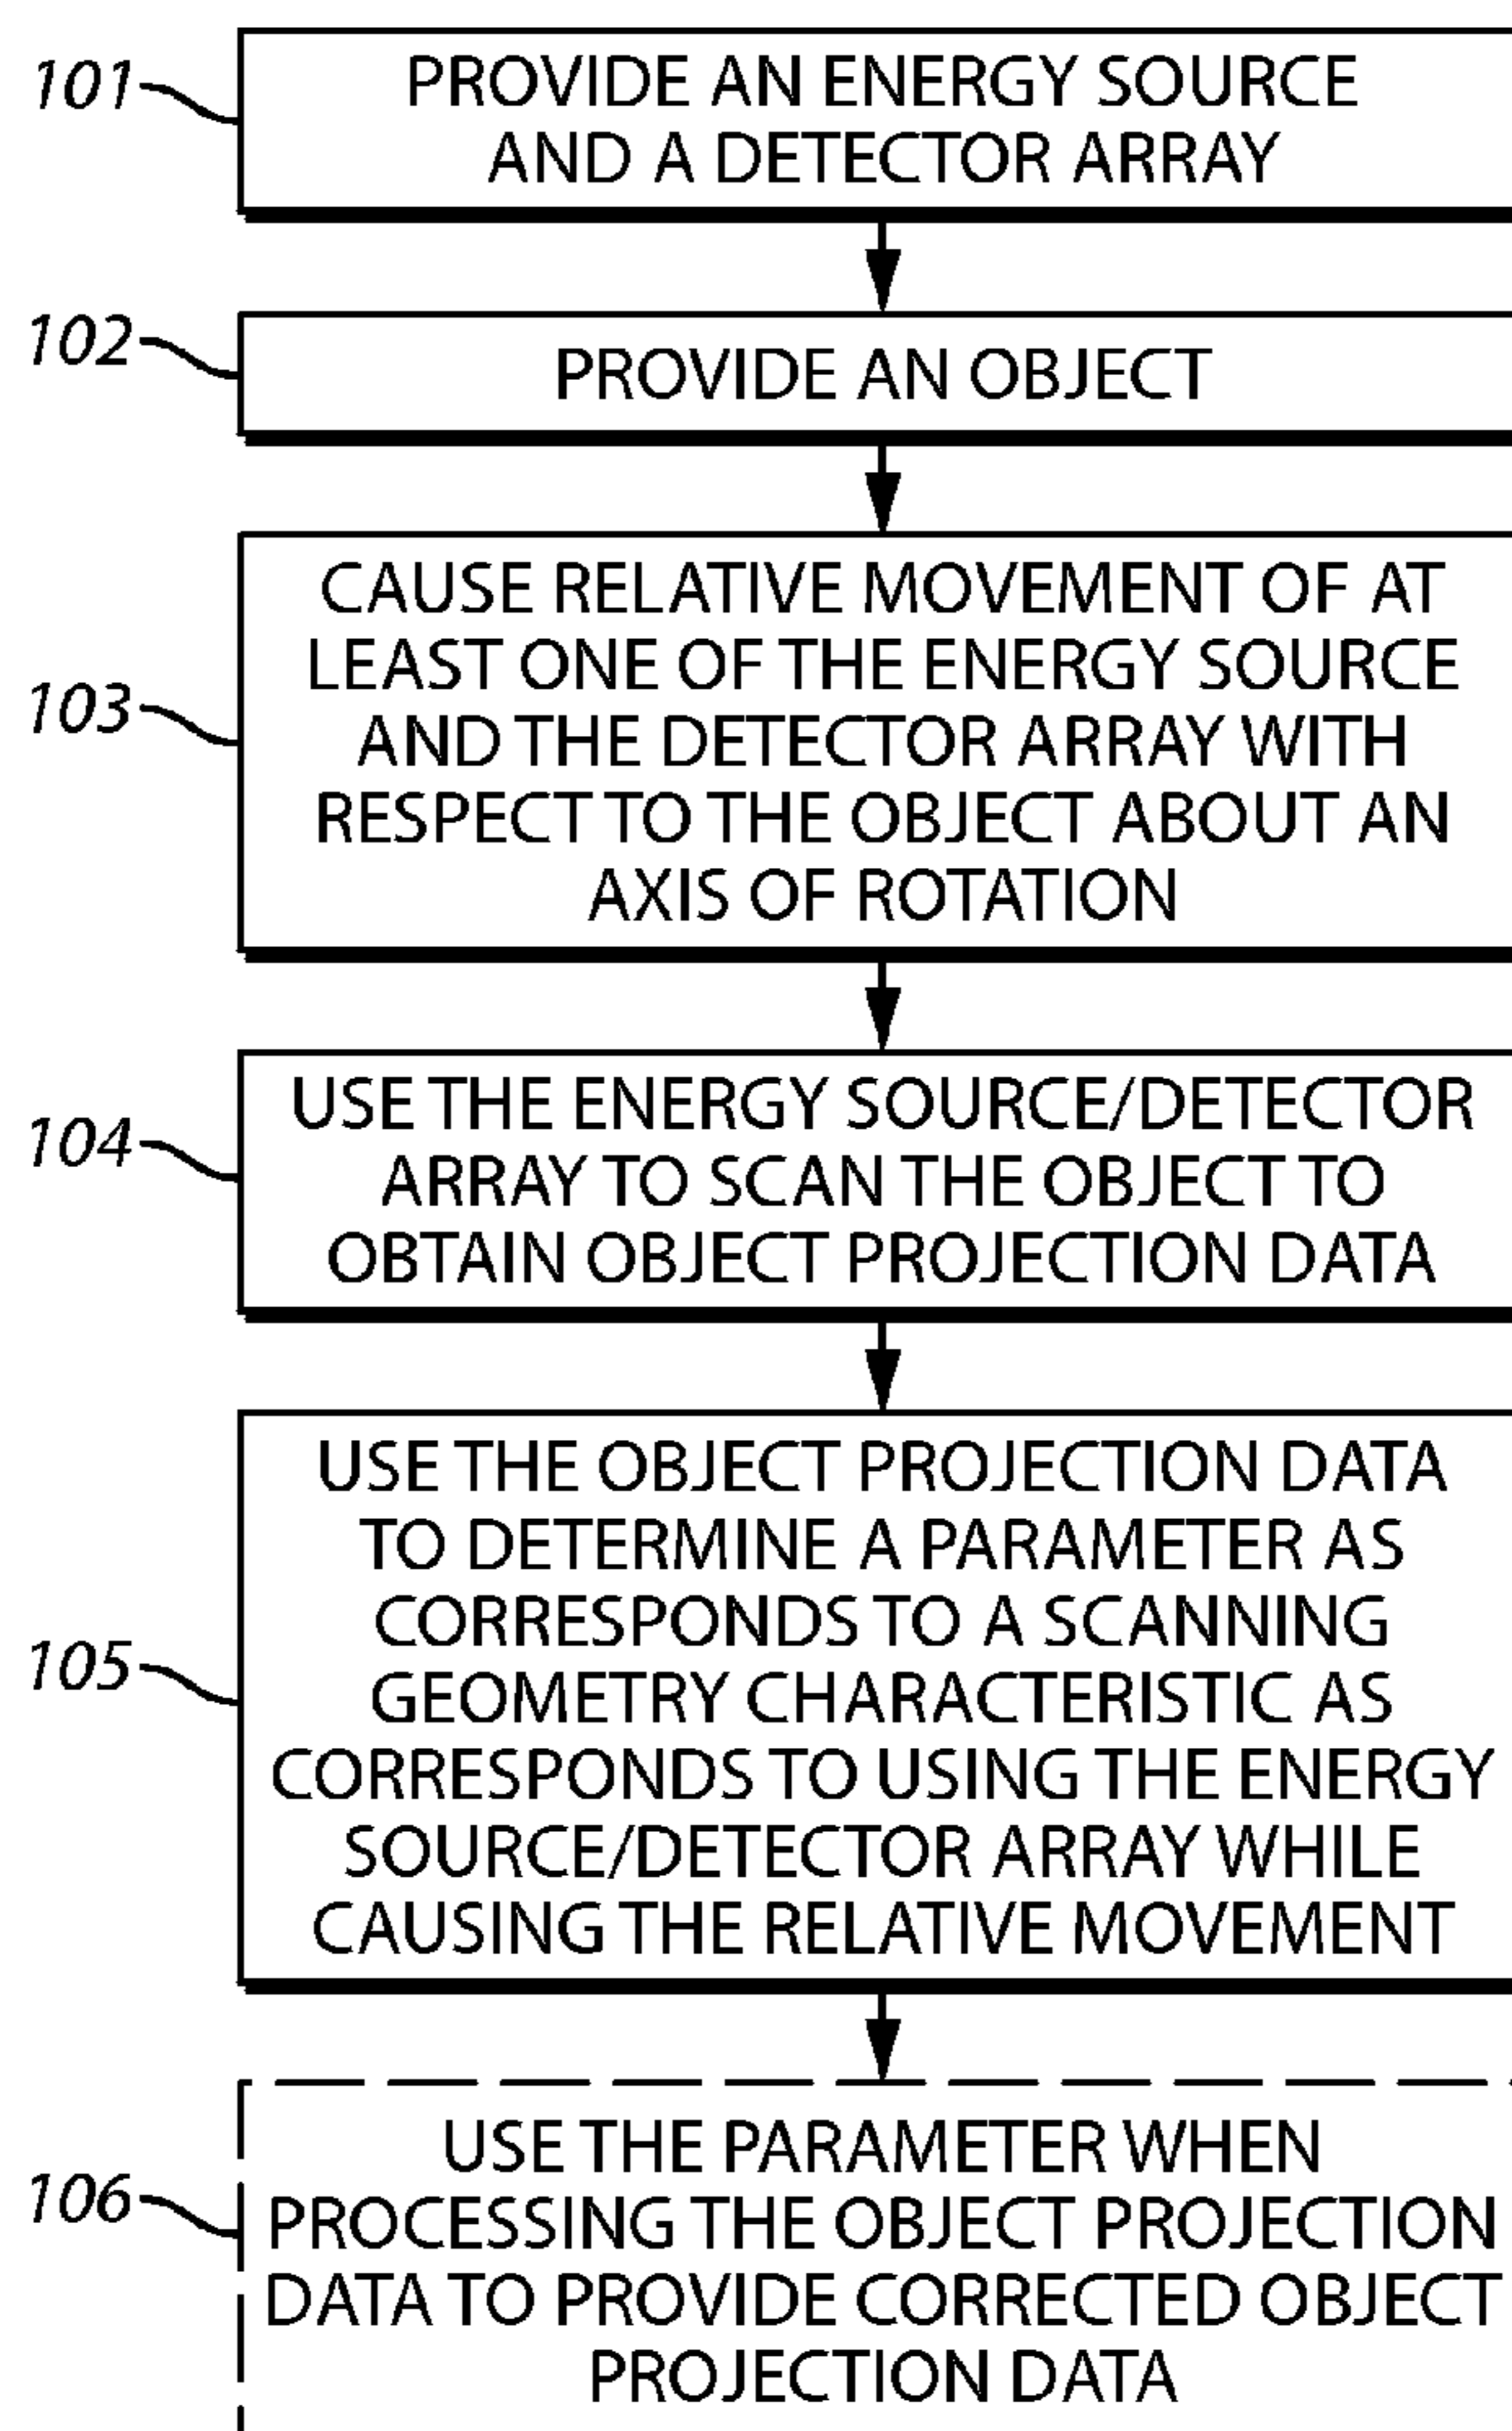 101
PROVIDE AN ENERGY SOURCE
AND A DETECTOR ARRAY
102
PROVIDE AN OBJECT
103
CAUSE RELATIVE MOVEMENT OF AT
LEAST ONE OF THE ENERGY SOURCE
AND THE DETECTOR ARRAY WITH
RESPECT TO THE OBJECT ABOUT AN
AXIS OF ROTATION
104
USE THE ENERGY SOURCE/DETECTOR
ARRAY TO SCAN THE OBJECT TO
OBTAIN OBJECT PROJECTION DATA
105
USE THE OBJECT PROJECTION DATA
TO DETERMINE A PARAMETER AS
CORRESPONDS TO A SCANNING
GEOMETRY CHARACTERISTIC AS
CORRESPONDS TO USING THE ENERGY
SOURCE/DETECTOR ARRAY WHILE
CAUSING THE RELATIVE MOVEMENT
106
USE THE PARAMETER WHEN
PROCESSING THE OBJECT PROJECTION
DATA TO PROVIDE CORRECTED OBJECT
PROJECTION DATA